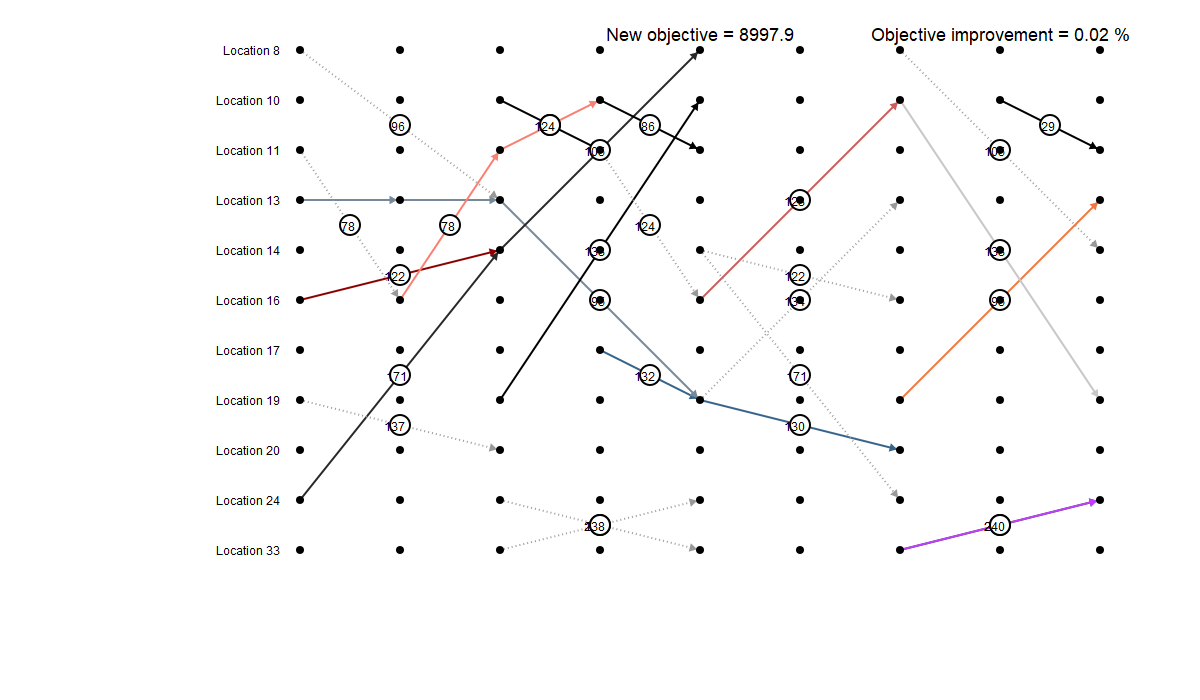 New objective = 8997.9
Objective improvement = 0.02 %
Location 8
Location 10
96
124
86
29
Location 11
Location 13
78
78
124
Location 14
122
122
Location 16
Location 17
171
132
171
Location 19
137
130
Location 20
Location 24
238
240
Location 33